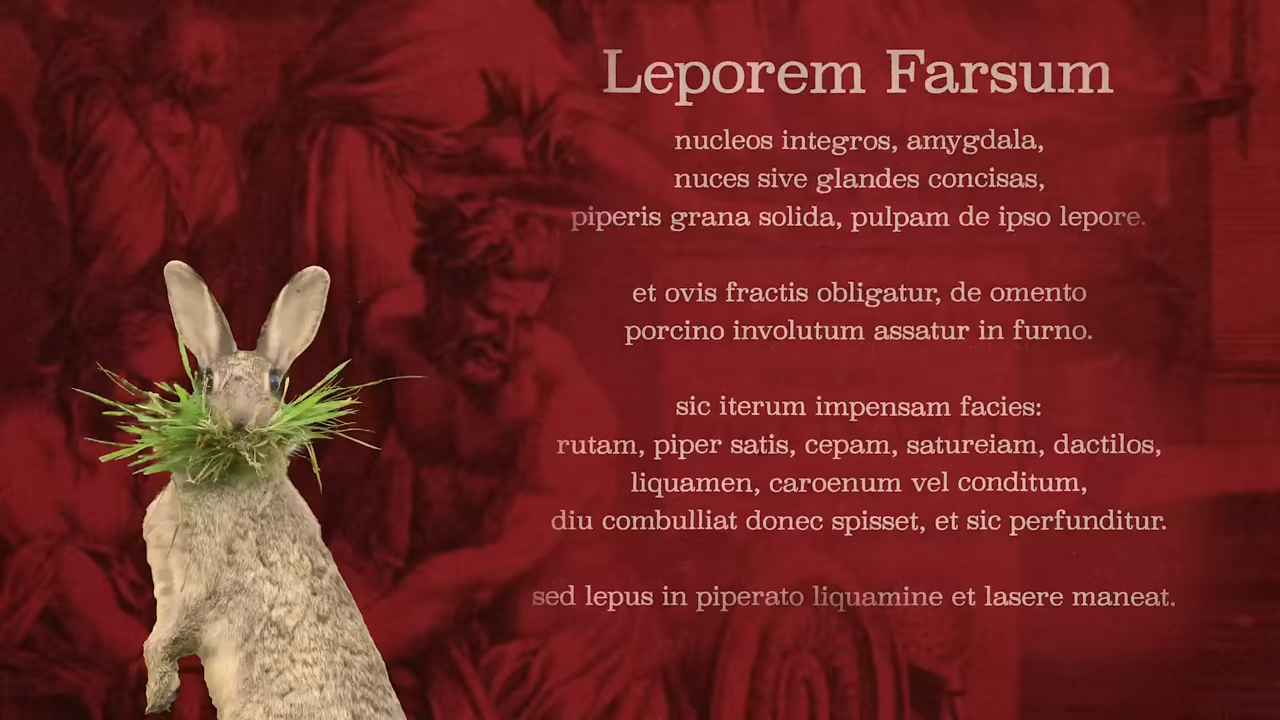 Leporem Farsum
nucleos integros, amygdala,
nuces sive glandes concisas,
piperis grana solida, pulpam de ipso lepore.
et ovis fractis obligatur, de omento
porcino involutum assatur in furno.
sic iterum impensam facies:
rutam, piper satis, cepam, satureiam, dactilos,
liquamen, caroenum vel conditum,
diu combulliat donec spisset, et sic perfunditur.
sed lepus in piperato liquamine et lasere maneat.